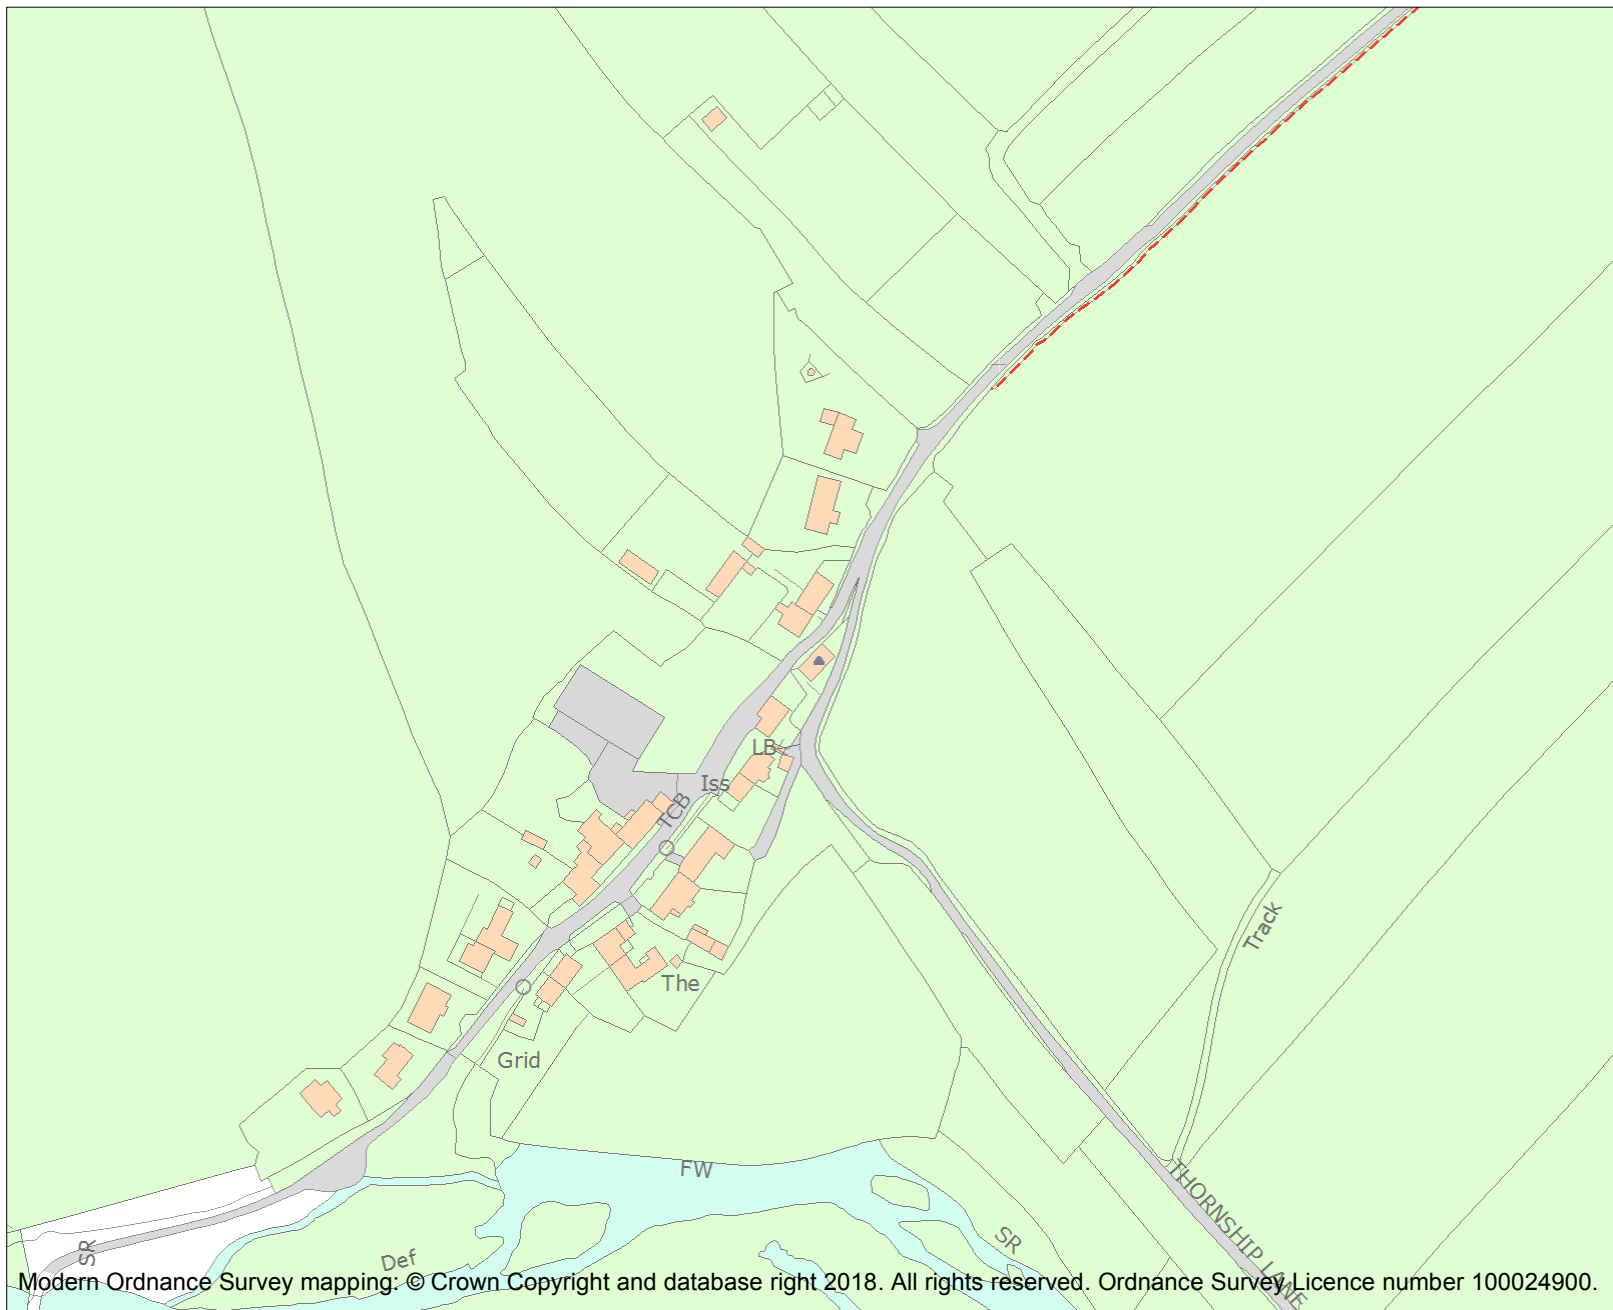 LB
Iss
TCB
Track
The
Grid
FW
THORNSHIP LANE
SR
SR
Def
Modern Ordnance Survey mapping: © Crown Copyright and database right 2018. All rights reserved. Ordnance Survey Licence number 100024900.